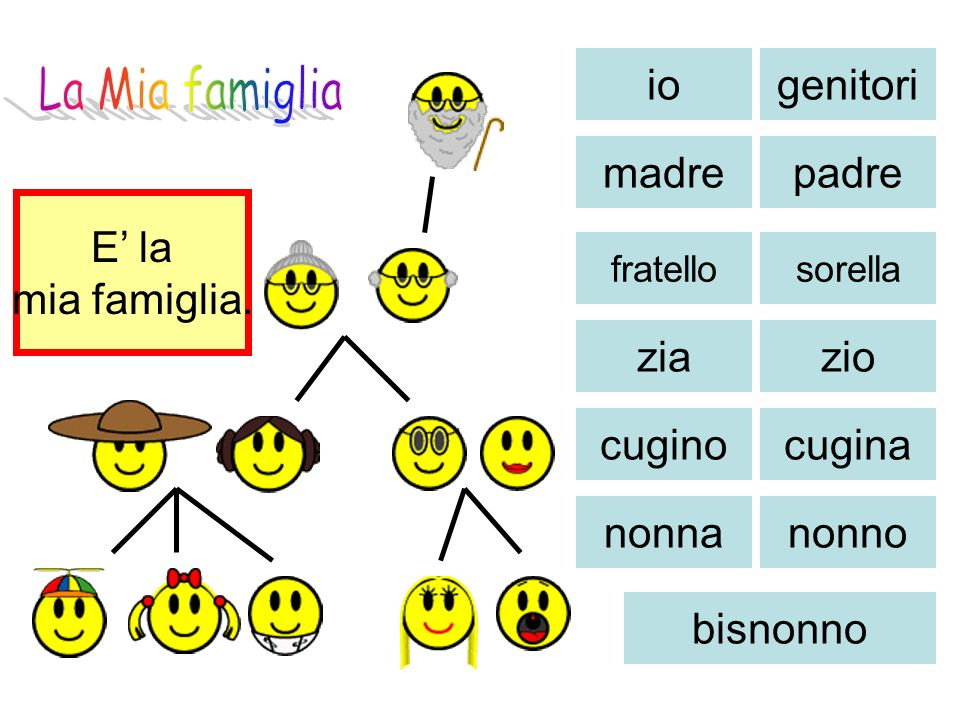 La Mia famiglia
E’ la
mia famiglia.
io
genitori
madre
padre
fratello
sorella
zia
zio
cugino
cugina
nonna
nonno
bisnonno